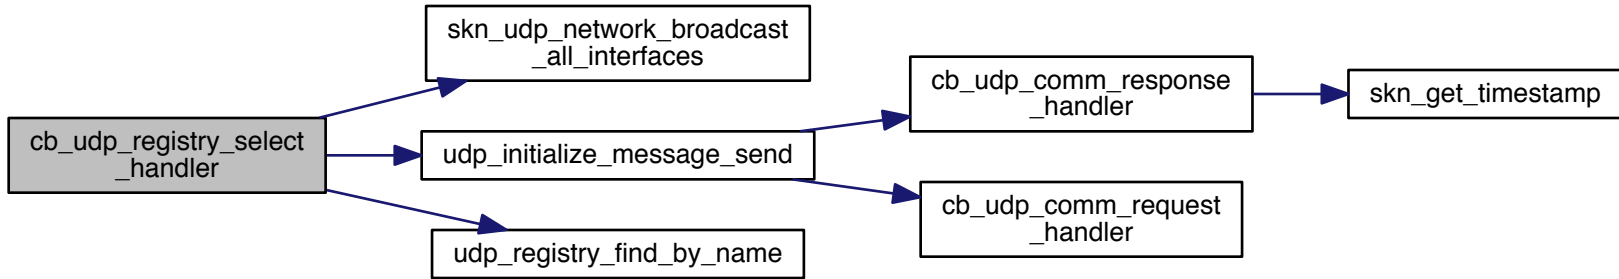 cb_udp_registry_select
_handler
skn_udp_network_broadcast
_all_interfaces
udp_initialize_message_send
udp_registry_find_by_name
cb_udp_comm_response
_handler
cb_udp_comm_request
_handler
skn_get_timestamp